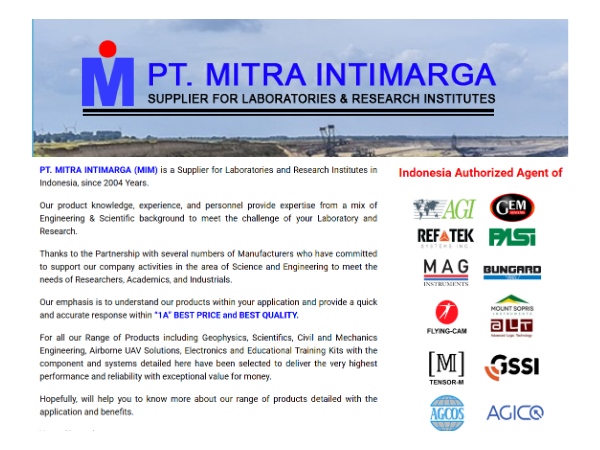 PT. MITRA INTIMARGA
SUPPLIER FOR LABORATORIES & RESEARCH INSTITUTES
PT. MITRA INTIMARGA (MIM) is a Supplier for Laboratories and Research Institutes in
Indonesia, since 2004 Years.
Our product knowledge, experience, and personnel provide expertise from a mix of
Engineering & Scientific background to meet the challenge of your Laboratory and
Research.
Thanks to the Partnership with several numbers of Manufacturers who have committed
to support our company activities in the area of Science and Engineering to meet the
needs of Researchers, Academics, and Industrials.
Our emphasis is to understand our products within your application and provide a quick
and accurate response within "1A" BEST PRICE and BEST QUALITY.
For all our Range of Products including Geophysics, Scientifics, Civil and Mechanics
Engineering, Airborne UAV Solutions, Electronics and Educational Training Kits with the
component and systems detailed here have been selected to deliver the very highest
performance and reliability with exceptional value for money.
Hopefully, will help you to know more about our range of products detailed with the
application and benefits.
Indonesia Authorized Agent of
AGI
GEM
REFTEK
SYSTEMS INC.
PASI
MAG
INSTRUMENTS
BUNGARD
FLYING-CAM
MOUNT SOPRIS
INSTRUMENTS
ALT
Advanced Logic Technology
[M]
TENSOR-M
GSSI
AGCOS
AGICO